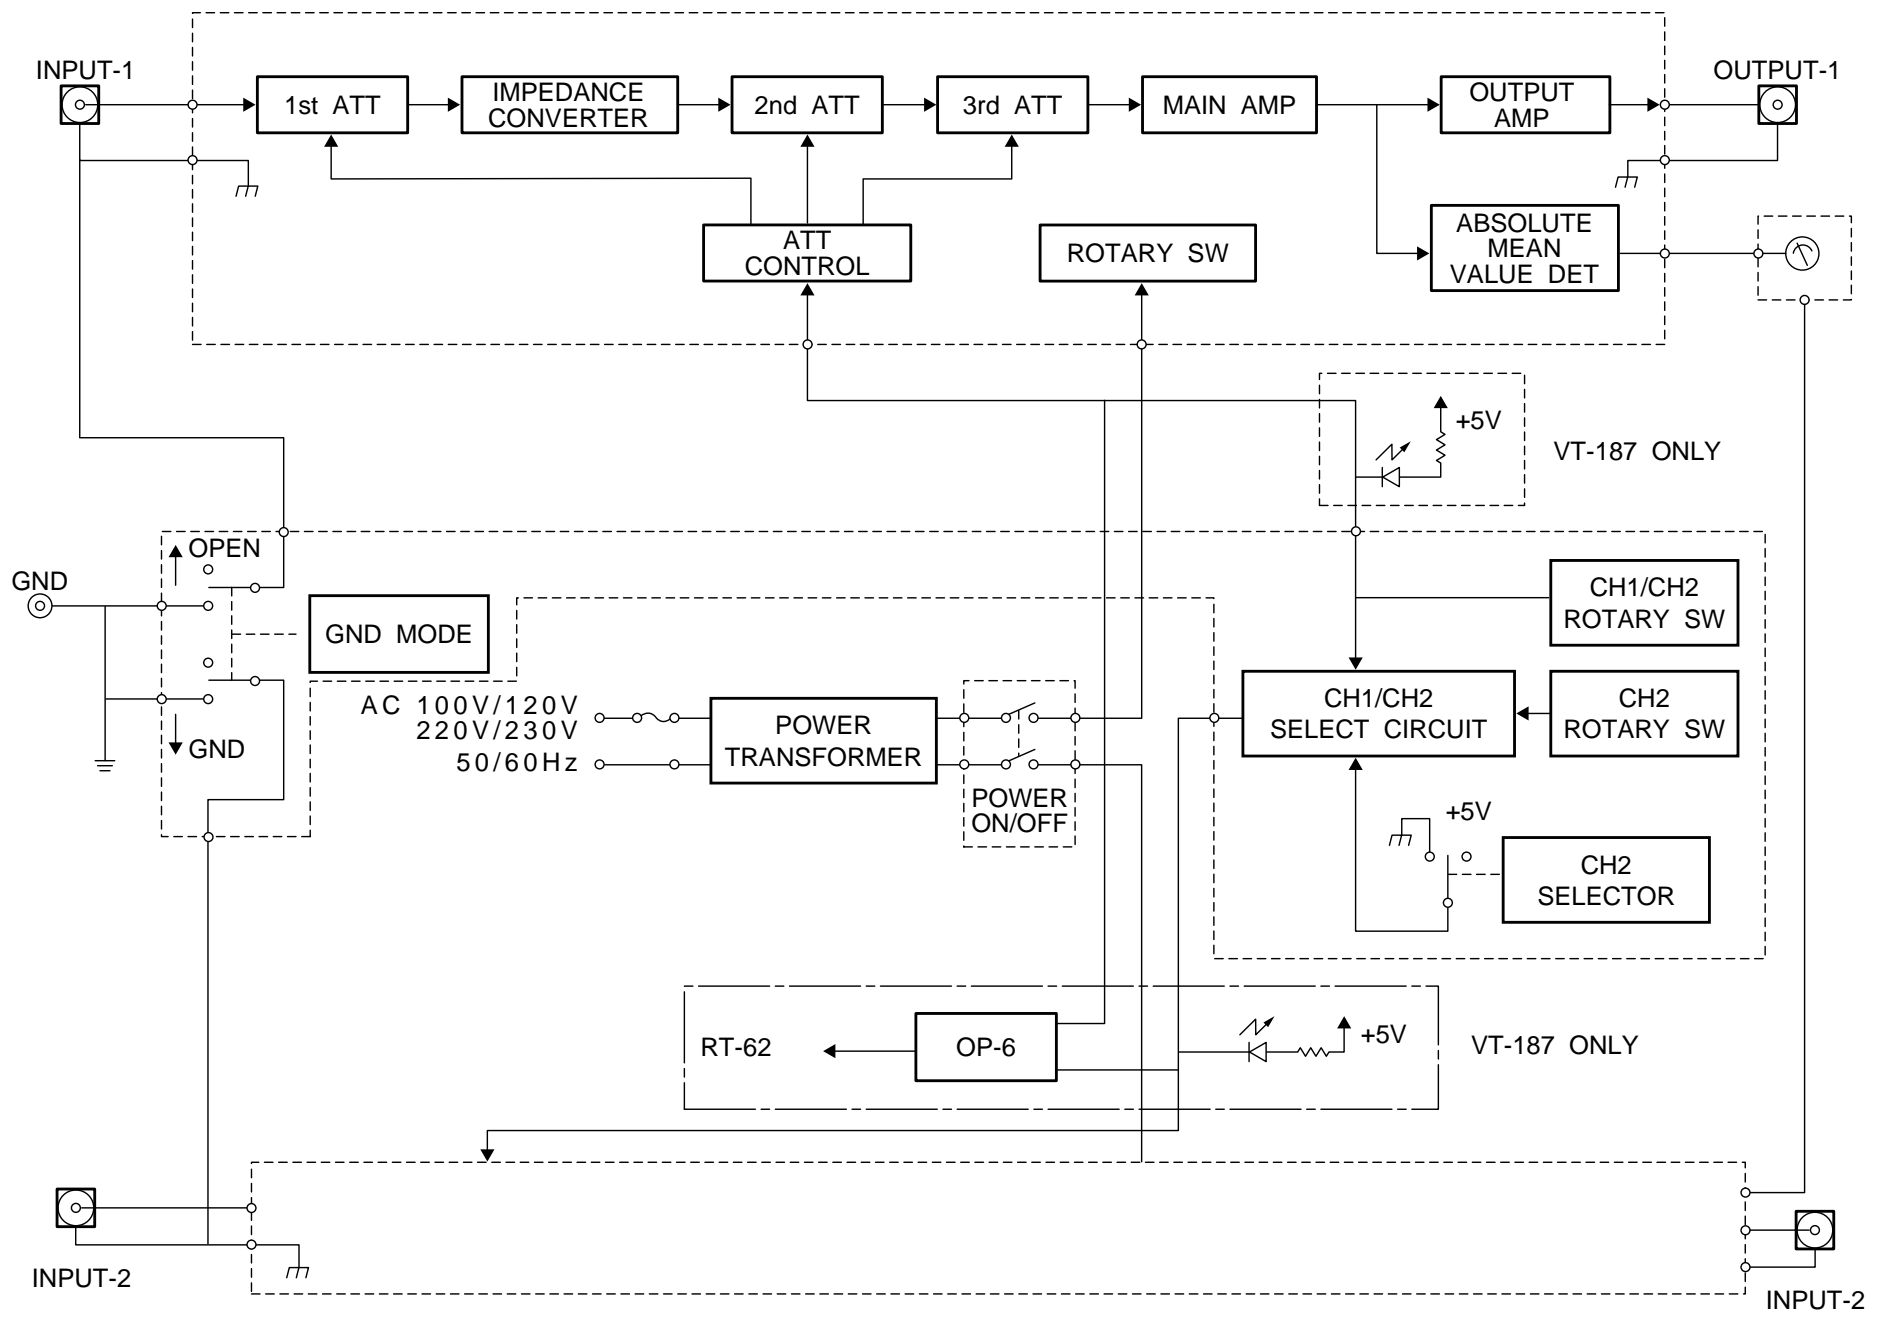 INPUT-1
1st ATT
IMPEDANCE
CONVERTER
2nd ATT
3rd ATT
MAIN AMP
OUTPUT
AMP
OUTPUT-1
ATT
CONTROL
ROTARY SW
ABSOLUTE
MEAN
VALUE DET
+5V
VT-187 ONLY
OPEN
GND
GND MODE
GND
AC 100V/120V
220V/230V
50/60Hz
POWER
TRANSFORMER
POWER
ON/OFF
CH1/CH2
ROTARY SW
CH1/CH2
SELECT CIRCUIT
CH2
ROTARY SW
+5V
CH2
SELECTOR
RT-62
OP-6
+5V
VT-187 ONLY
INPUT-2
INPUT-2